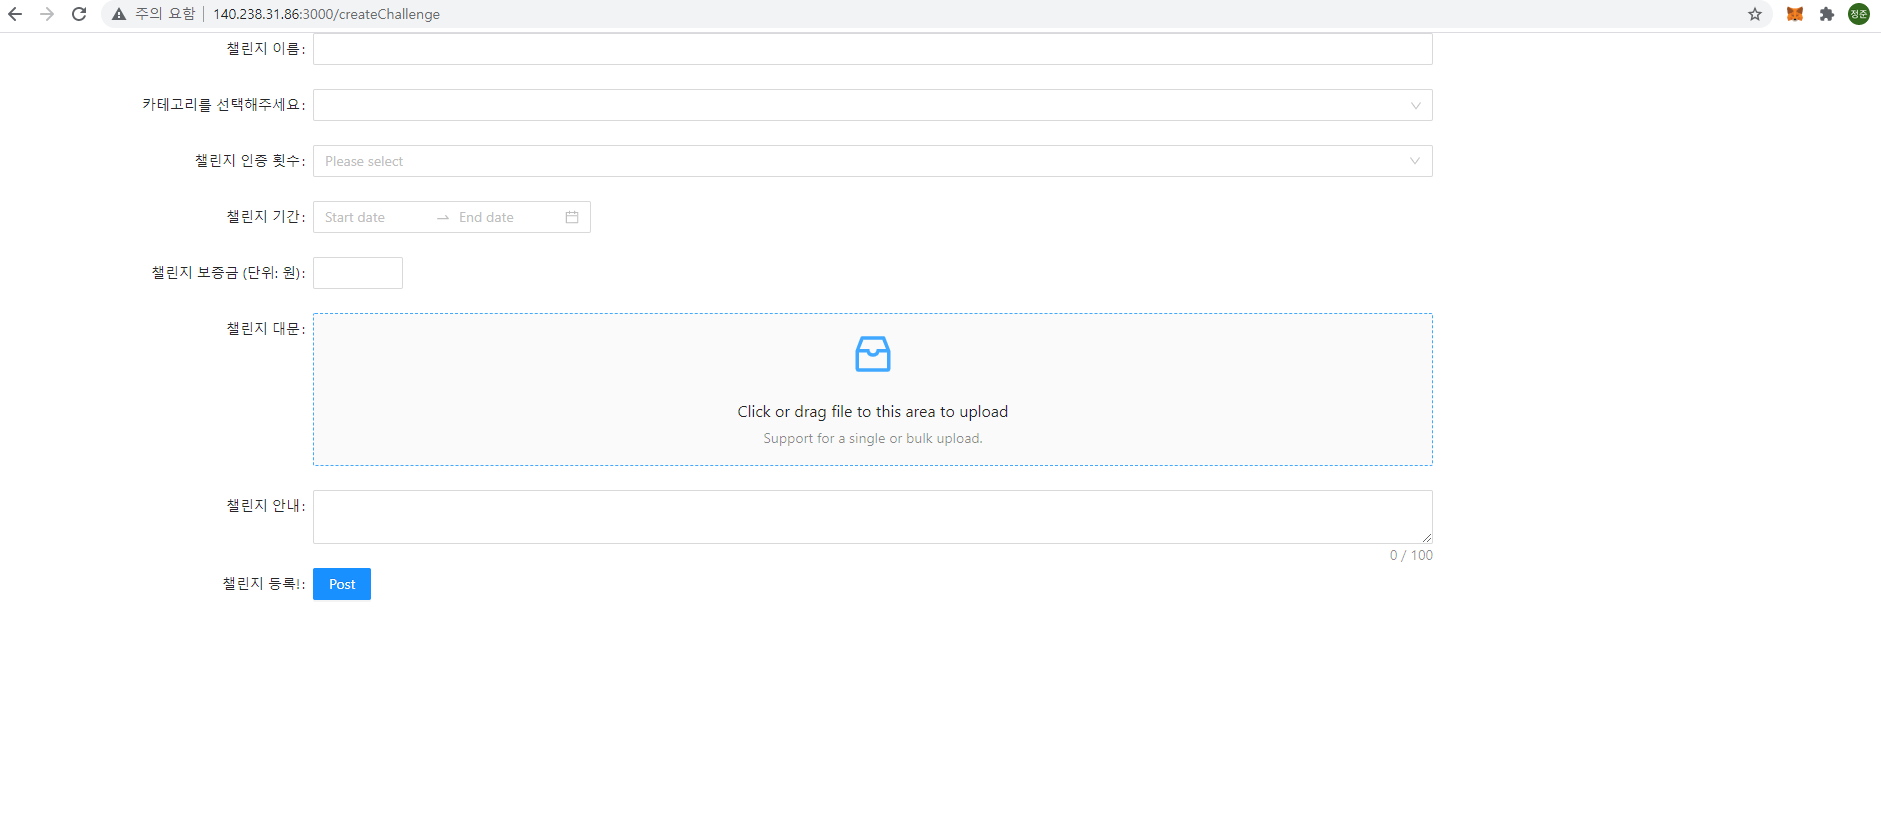 주의 요함 140.238.31.86:3000/createChallenge 정준
챌린지 이름:
카테고리를 선택해주세요:
챌린지 인증 횟수: Please select
챌린지 기간: Start date End date
챌린지 보증금 (단위: 원):
챌린지 대문:
Click or drag file to this area to upload
Support for a single or bulk upload.
챌린지 안내:
0 / 100
챌린지 등록!: Post